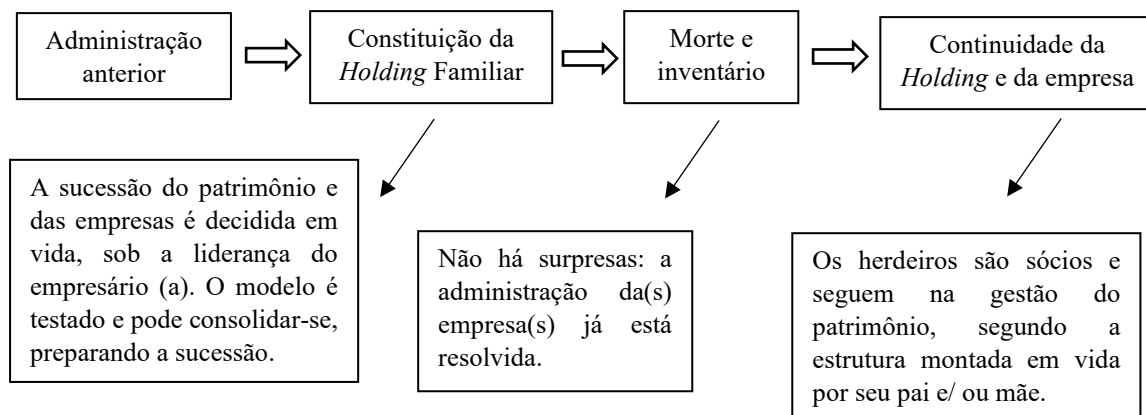 Administração
anterior
Constituição da
Holding Familiar
Morte e
inventário
Continuidade da
Holding e da empresa
A sucessão do patrimônio e
das empresas é decidida em
vida, sob a liderança do
empresário (a). O modelo é
testado e pode consolidar-se,
preparando a sucessão.
Não há surpresas: a
administração da(s)
empresa(s) já está
resolvida.
Os herdeiros são sócios e
seguem na gestão do
patrimônio, segundo a
estrutura montada em vida
por seu pai e/ ou mãe.